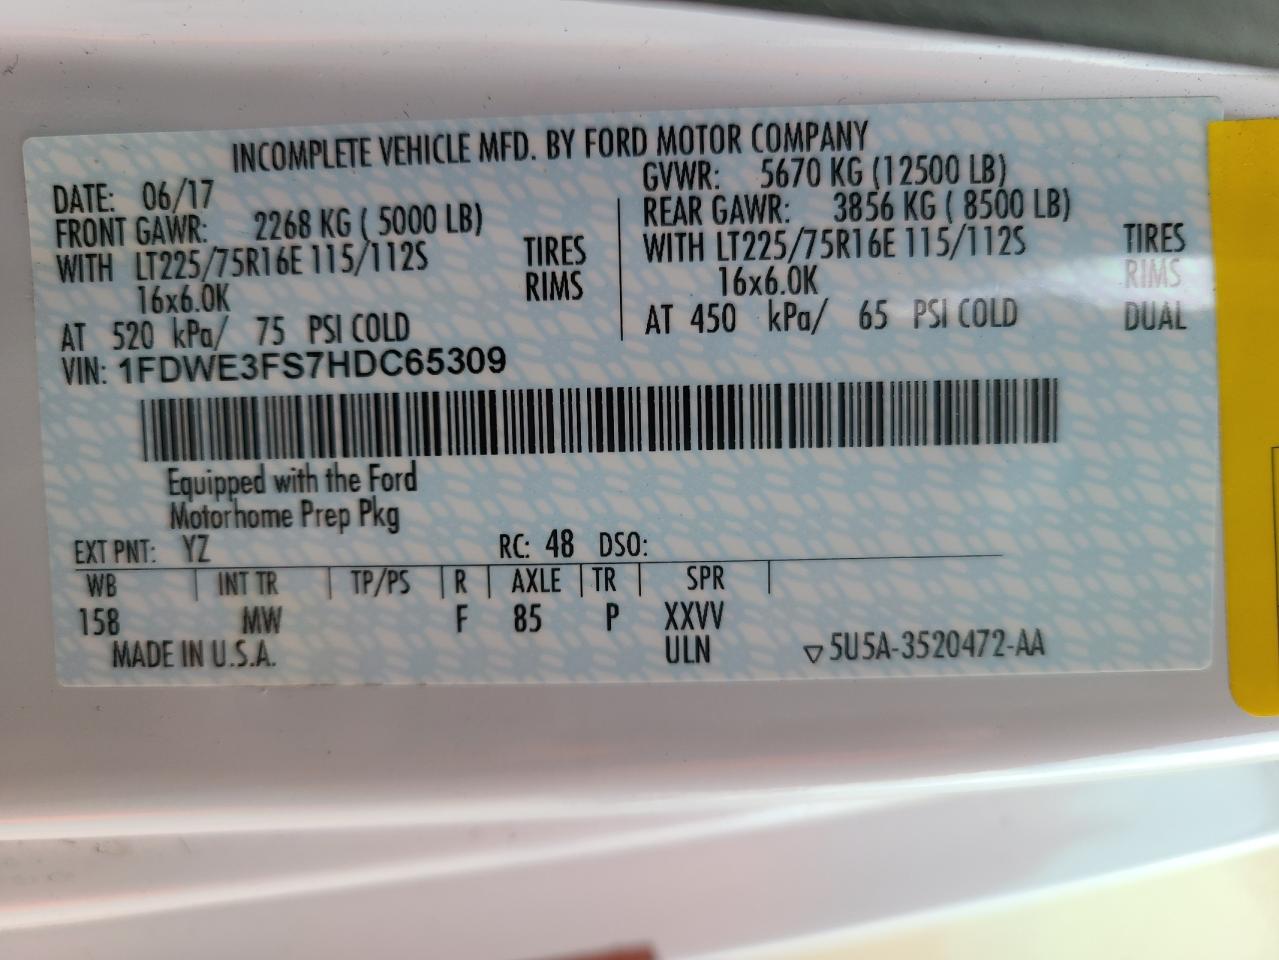 INCOMPLETE VEHICLE MFD. BY FORD MOTOR COMPANY
DATE: 06/17
GVWR: 5670 KG (12500 LB)
FRONT GAWR: 2268 KG ( 5000 LB)
WITH LT225/75R16E 115/112S TIRES
16x6.0K RIMS
AT 520 kPa/ 75 PSI COLD
REAR GAWR: 3856 KG ( 8500 LB)
WITH LT225/75R16E 115/112S TIRES
16x6.0K RIMS
AT 450 kPa/ 65 PSI COLD DUAL
VIN: 1FDWE3FS7HDC65309
Equipped with the Ford
Motorhome Prep Pkg
EXT PNT: YZ RC: 48 DSO:
WB INT TR TP/PS R AXLE TR SPR
158 MW F 85 P XXVV
MADE IN U.S.A. ULN ▽5U5A-3520472-AA